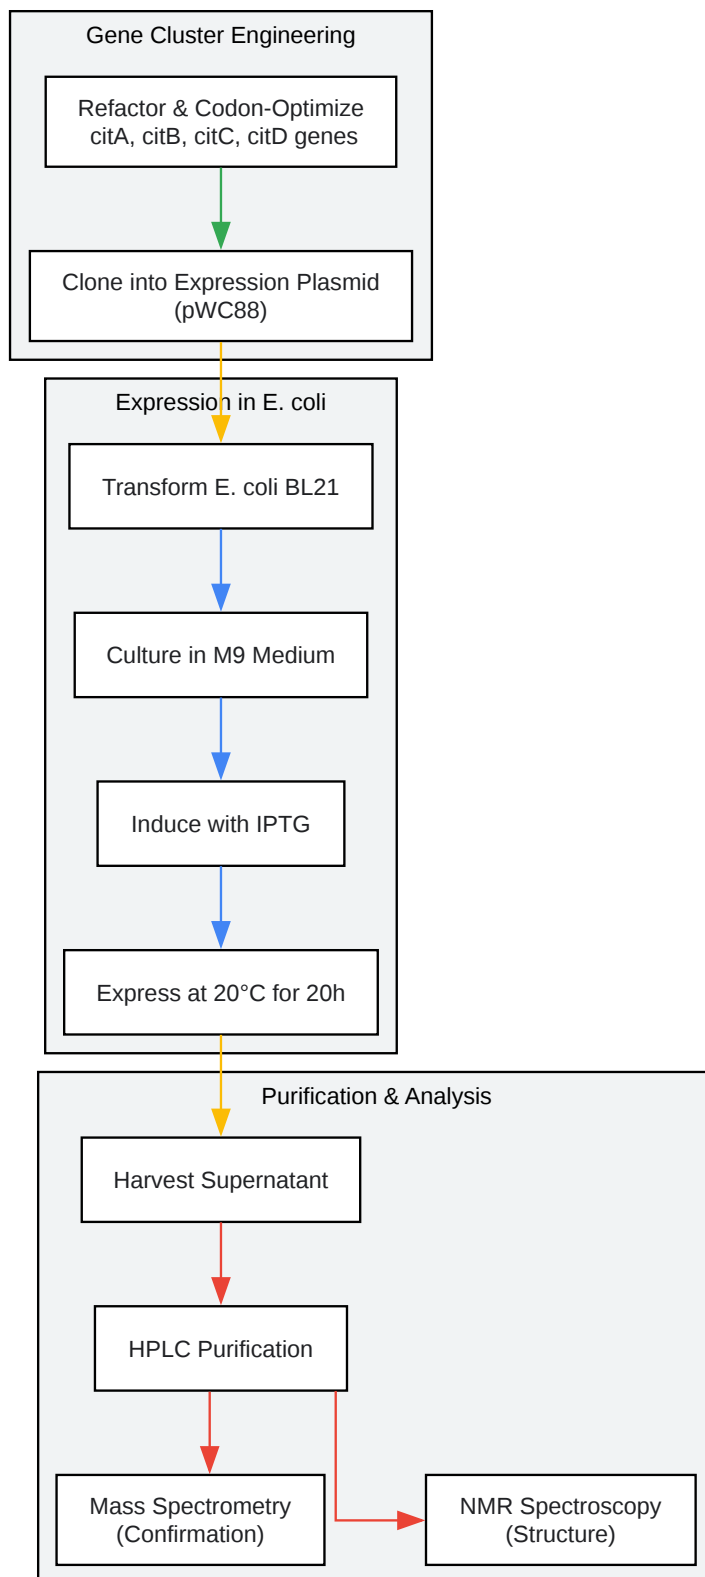 Gene Cluster Engineering
Refactor & Codon-Optimize
citA, citB, citC, citD genes
Clone into Expression Plasmid
(pWC88)
Expression in E. coli
Transform E. coli BL21
Culture in M9 Medium
Induce with IPTG
Express at 20°C for 20h
Purification & Analysis
Harvest Supernatant
HPLC Purification
Mass Spectrometry
(Confirmation)
NMR Spectroscopy
(Structure)